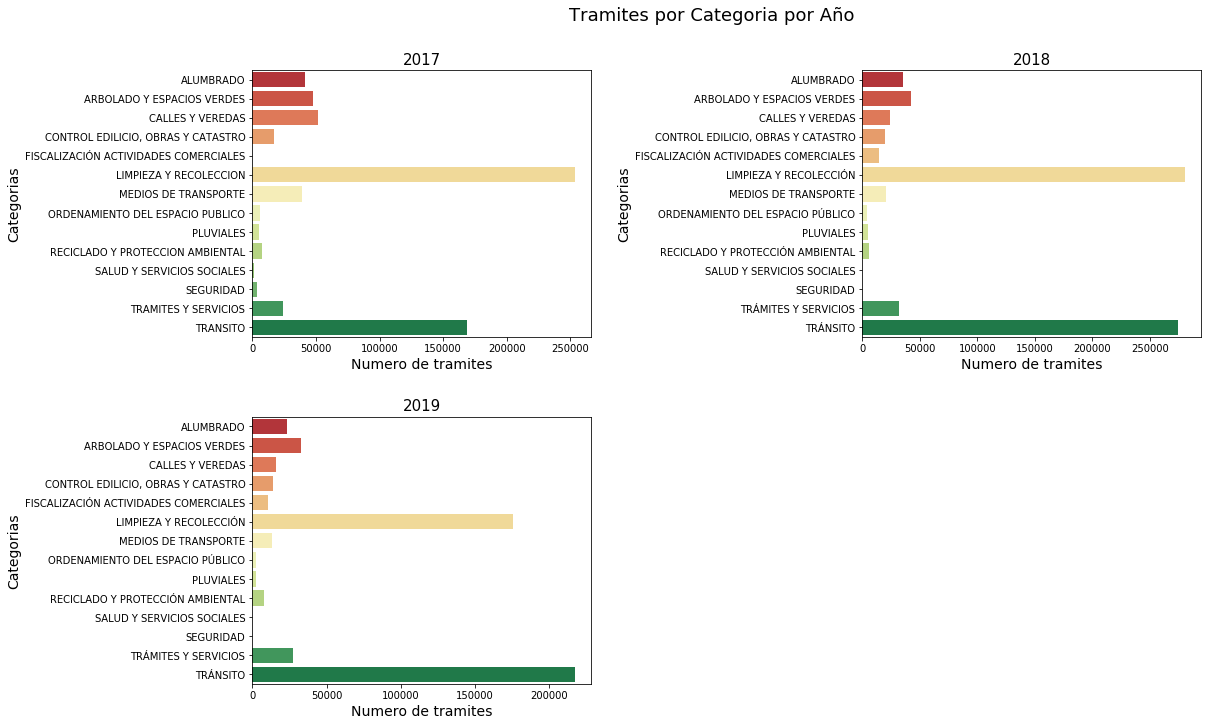 Tramites por Categoria por Año
2017
Categorias
ALUMBRADO
ARBOLADO Y ESPACIOS VERDES
CALLES Y VEREDAS
CONTROL EDILICIO, OBRAS Y CATASTRO
FISCALIZACIÓN ACTIVIDADES COMERCIALES
LIMPIEZA Y RECOLECCION
MEDIOS DE TRANSPORTE
ORDENAMIENTO DEL ESPACIO PUBLICO
PLUVIALES
RECICLADO Y PROTECCION AMBIENTAL
SALUD Y SERVICIOS SOCIALES
SEGURIDAD
TRAMITES Y SERVICIOS
TRANSITO
0 50000 100000 150000 200000 250000
Numero de tramites
2018
Categorias
ALUMBRADO
ARBOLADO Y ESPACIOS VERDES
CALLES Y VEREDAS
CONTROL EDILICIO, OBRAS Y CATASTRO
FISCALIZACIÓN ACTIVIDADES COMERCIALES
LIMPIEZA Y RECOLECCIÓN
MEDIOS DE TRANSPORTE
ORDENAMIENTO DEL ESPACIO PÚBLICO
PLUVIALES
RECICLADO Y PROTECCIÓN AMBIENTAL
SALUD Y SERVICIOS SOCIALES
SEGURIDAD
TRÁMITES Y SERVICIOS
TRÁNSITO
0 50000 100000 150000 200000 250000
Numero de tramites
2019
Categorias
ALUMBRADO
ARBOLADO Y ESPACIOS VERDES
CALLES Y VEREDAS
CONTROL EDILICIO, OBRAS Y CATASTRO
FISCALIZACIÓN ACTIVIDADES COMERCIALES
LIMPIEZA Y RECOLECCIÓN
MEDIOS DE TRANSPORTE
ORDENAMIENTO DEL ESPACIO PÚBLICO
PLUVIALES
RECICLADO Y PROTECCIÓN AMBIENTAL
SALUD Y SERVICIOS SOCIALES
SEGURIDAD
TRÁMITES Y SERVICIOS
TRÁNSITO
0 50000 100000 150000 200000
Numero de tramites